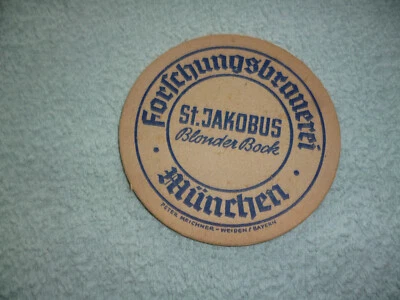 Forschungsbrauerei
St. JAKOBUS
Blonder Bock
· München ·
PETER MEICHNER - WEIDEN / BAYERN